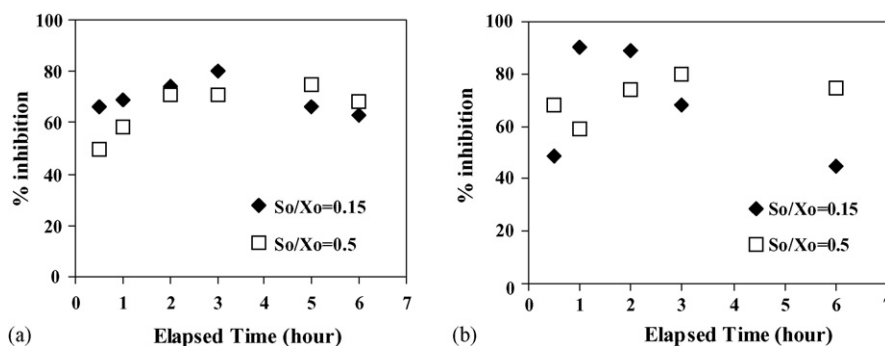 100
80
60
40
20
0
% inhibition
So/Xo=0.15
So/Xo=0.5
0 1 2 3 4 5 6 7
(a) Elapsed Time (hour)
100
80
60
40
20
0
% inhibition
So/Xo=0.15
So/Xo=0.5
0 1 2 3 4 5 6 7
(b) Elapsed Time (hour)